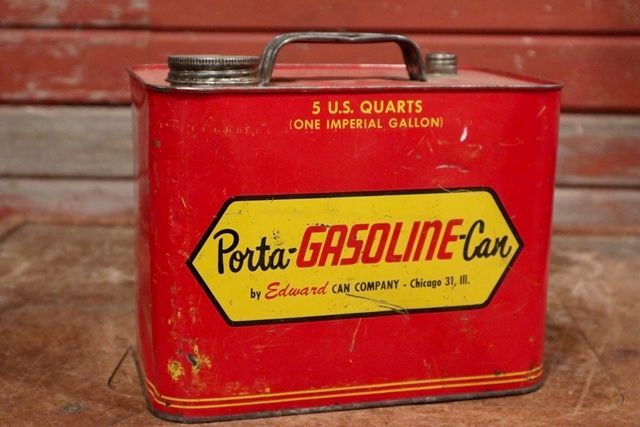 5 U.S. QUARTS
(ONE IMPERIAL GALLON)
Porta-GASOLINE-Can
by Edward CAN COMPANY - Chicago 31, Ill.